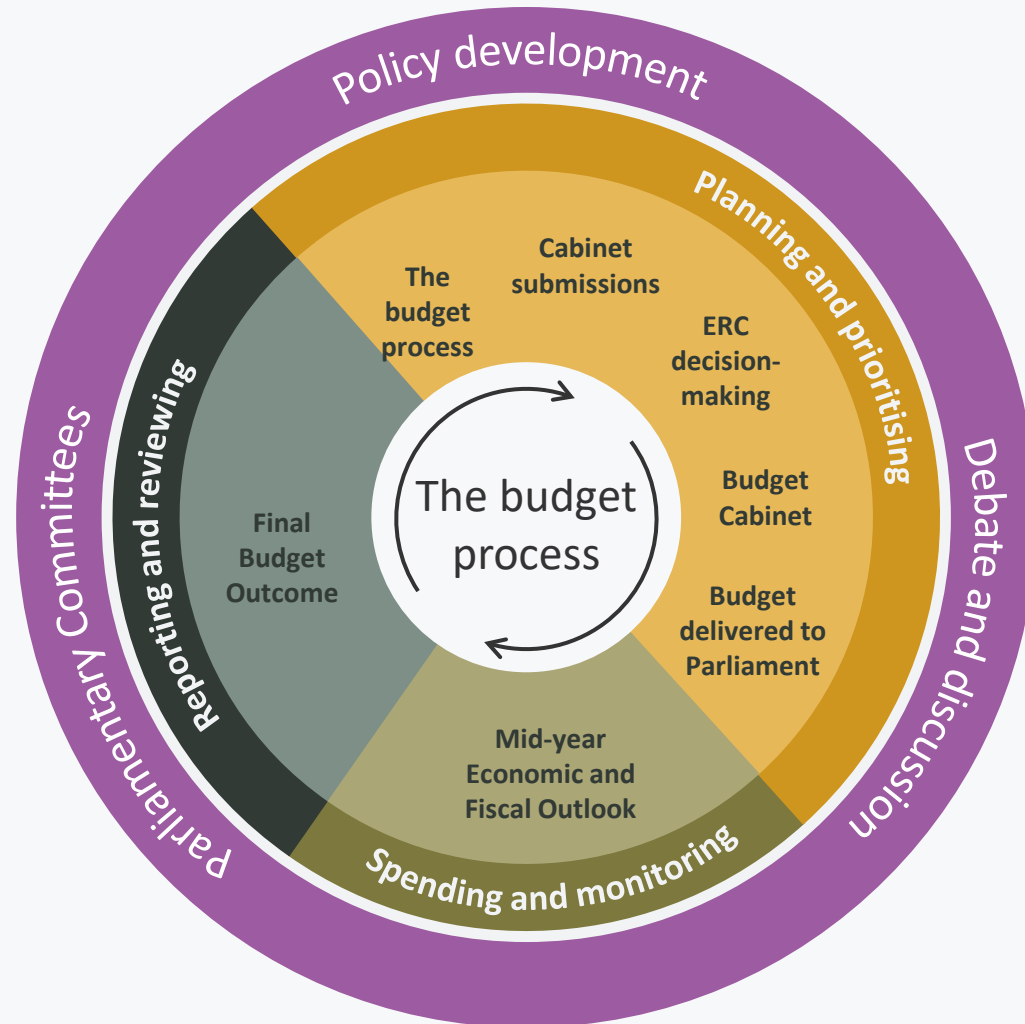 Policy development
Planning and prioritising
The
budget
process
Cabinet
submissions
ERC
decision-
making
Budget
Cabinet
Budget
delivered to
Parliament
Debate and discussion
Spending and monitoring
Mid-year
Economic and
Fiscal Outlook
Parliamentary Committees
Reporting and reviewing
Final
Budget
Outcome
The budget
process